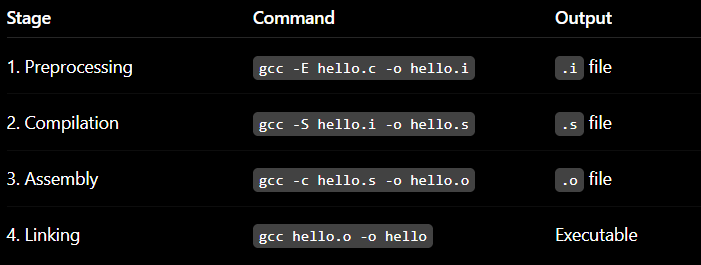 Stage Command Output
1. Preprocessing gcc -E hello.c -o hello.i .i file
2. Compilation gcc -S hello.i -o hello.s .s file
3. Assembly gcc -c hello.s -o hello.o .o file
4. Linking gcc hello.o -o hello Executable